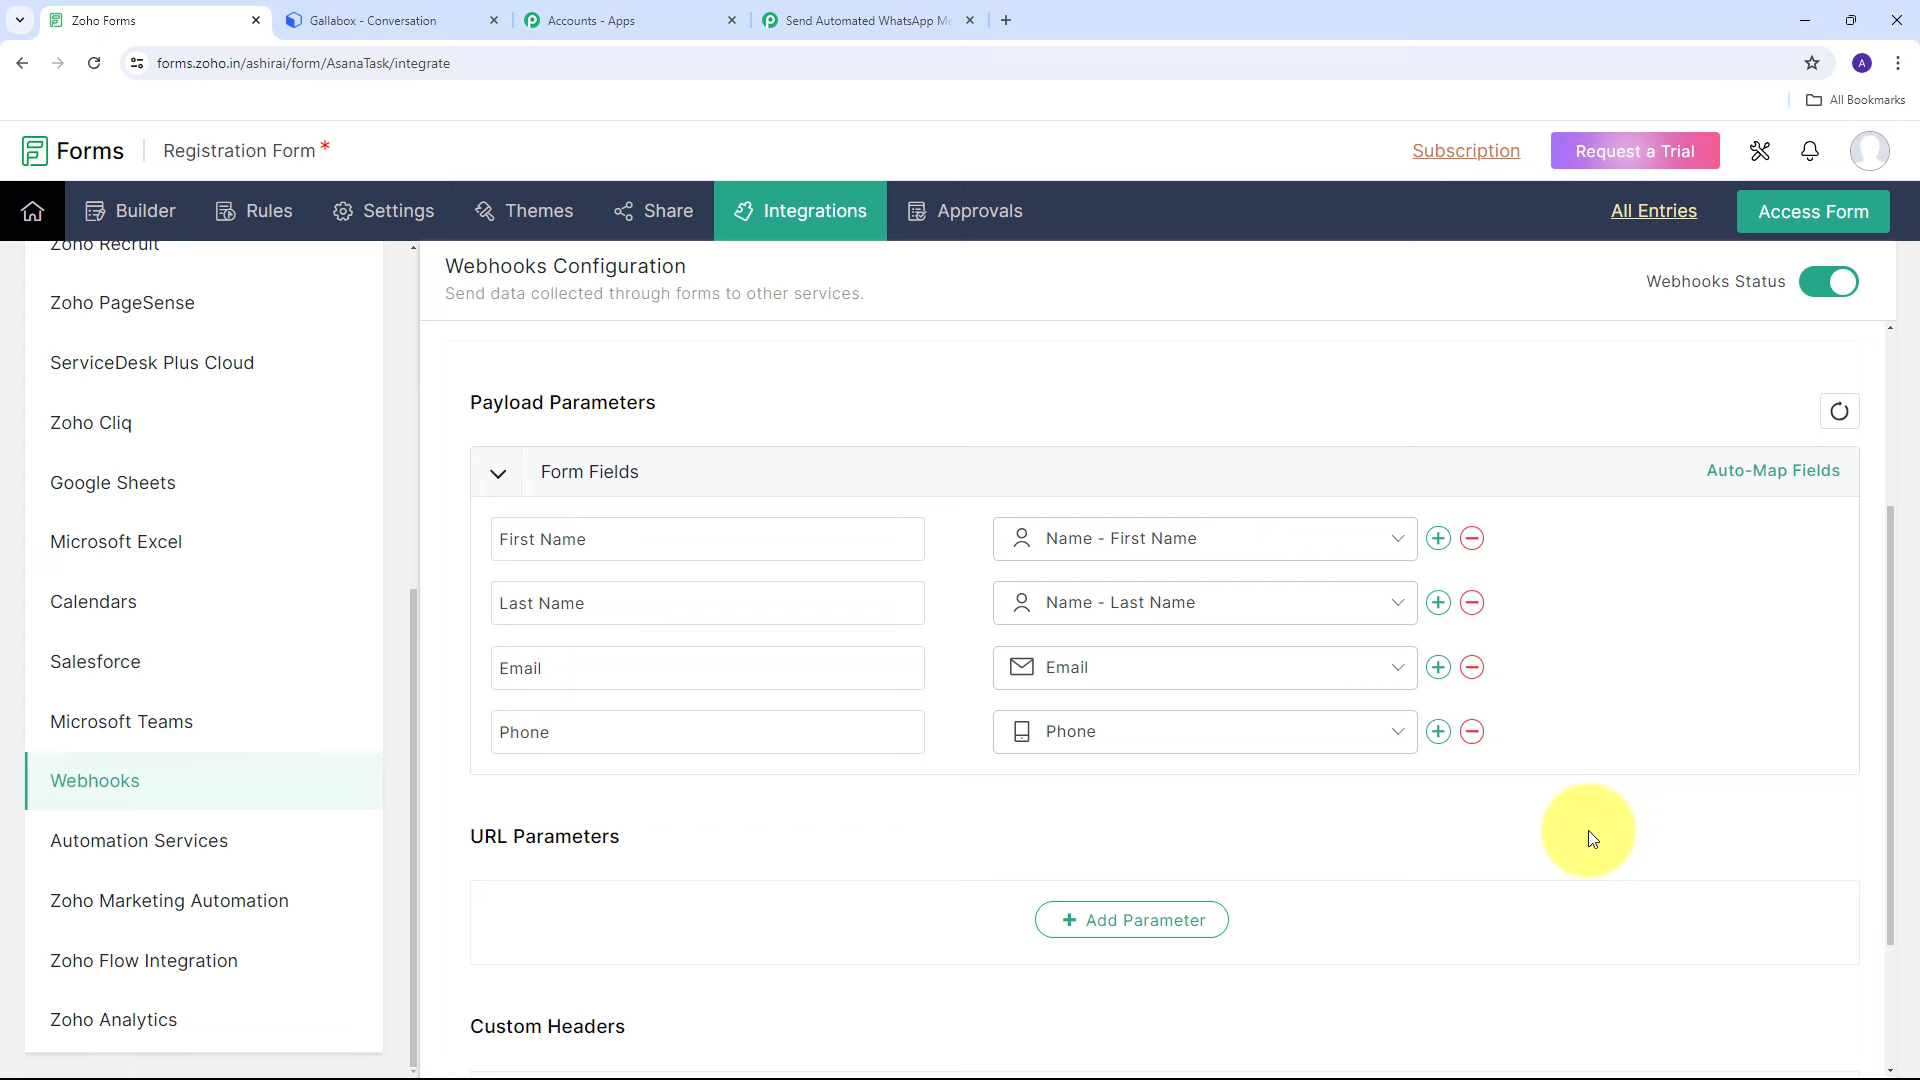 Zoho Forms
Gallabox - Conversation
Accounts - Apps
Send Automated WhatsApp Me
forms.zoho.in/ashirai/form/AsanaTask/integrate
A
All Bookmarks
Forms
Registration Form *
Subscription
Request a Trial
Builder
Rules
Settings
Themes
Share
Integrations
Approvals
All Entries
Access Form
Zoho Recruit
Zoho PageSense
ServiceDesk Plus Cloud
Zoho Cliq
Google Sheets
Microsoft Excel
Calendars
Salesforce
Microsoft Teams
Webhooks
Automation Services
Zoho Marketing Automation
Zoho Flow Integration
Zoho Analytics
Webhooks Configuration
Send data collected through forms to other services.
Webhooks Status
Payload Parameters
Form Fields
Auto-Map Fields
First Name
Name - First Name
Last Name
Name - Last Name
Email
Email
Phone
Phone
URL Parameters
+ Add Parameter
Custom Headers